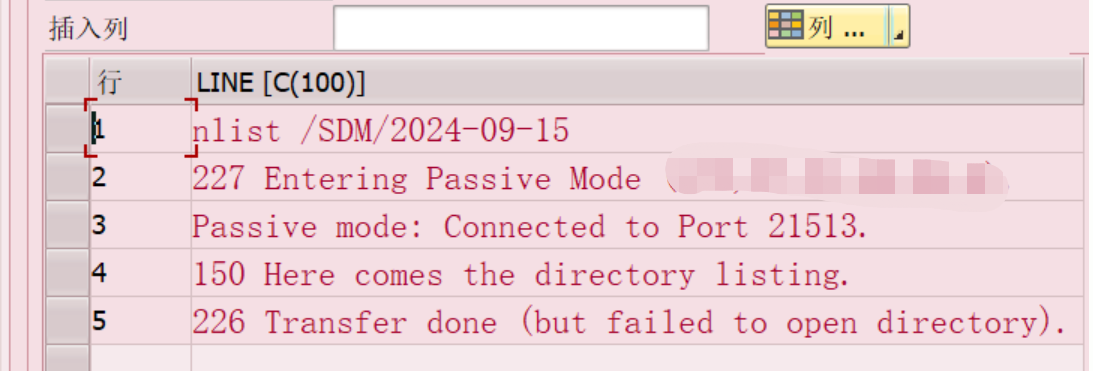 插入列
列 ...
行 LINE [C(100)]
1 nlist /SDM/2024-09-15
2 227 Entering Passive Mode (
3 Passive mode: Connected to Port 21513.
4 150 Here comes the directory listing.
5 226 Transfer done (but failed to open directory).